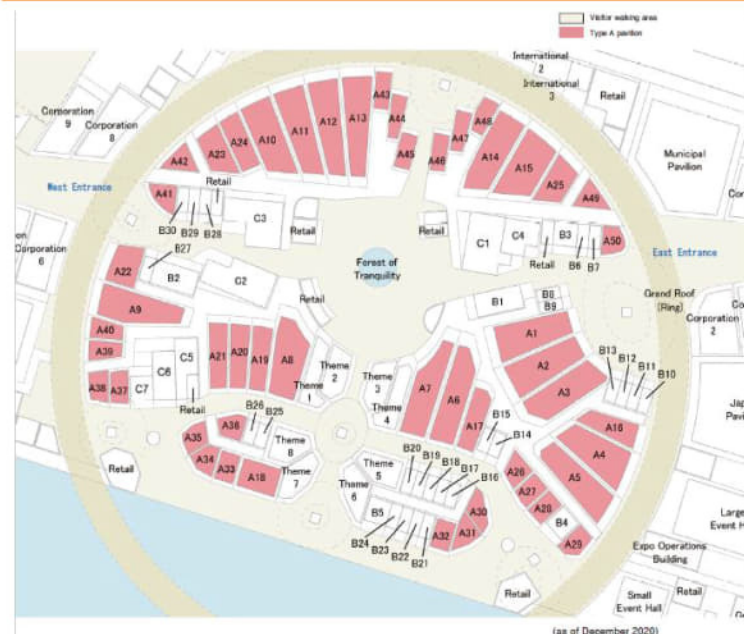 Visitor walking area
Type A pavilion
International
2
International
3
Retail
Corporation
9
Corporation
8
Municipal
Pavilion
West Entrance
East Entrance
A43
A44
A45
A46
A47
A48
A13
A12
A11
A10
A24
A23
A42
A14
A15
A25
A49
A41
Retail
B30
B29
B28
C3
Retail
Retail
C1
C4
Retail
B3
B6
B7
A50
Corporation
6
B27
A22
B2
C2
Forest of
Tranquility
Retail
B1
B8
B9
Grand Roof
(Ring)
Corporation
2
A9
A40
A39
A38
A37
C7
C6
C5
Retail
A21
A20
A19
A8
Theme
1
Theme
2
Theme
3
Theme
4
A7
A6
A17
A1
A2
A3
B13
B12
B11
B10
B15
B14
A16
A4
A5
B26
B25
A36
A35
A34
A33
A18
Theme
8
Theme
7
Theme
5
Theme
6
B20
B19
B18
B17
B16
B5
B24
B23
B22
B21
A32
A31
A30
A26
A27
A28
B4
A29
Retail
Retail
Expo Operations
Building
Small
Event Hall
Retail
(as of December 2020)